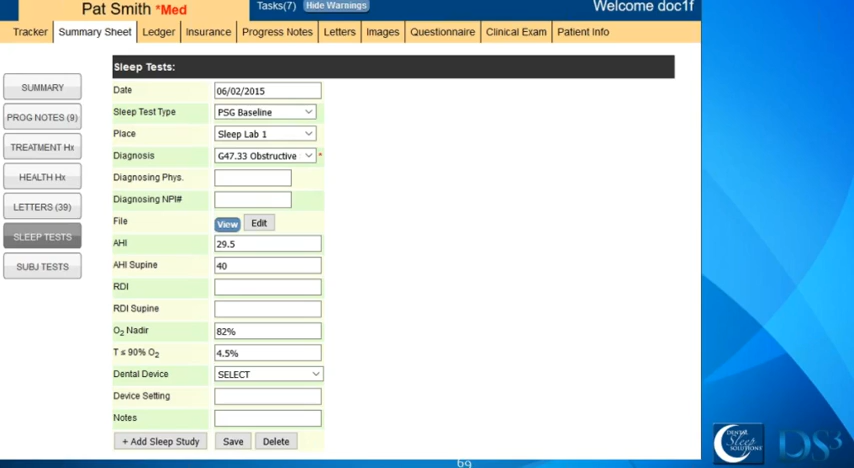 Pat Smith *Med
Tasks(7) Hide Warnings
Welcome doc1f
Tracker Summary Sheet Ledger Insurance Progress Notes Letters Images Questionnaire Clinical Exam Patient Info
Sleep Tests:
SUMMARY
PROG NOTES (9)
TREATMENT Hx
HEALTH Hx
LETTERS (39)
SLEEP TESTS
SUBJ TESTS
Date 06/02/2015
Sleep Test Type PSG Baseline
Place Sleep Lab 1
Diagnosis G47.33 Obstructive *
Diagnosing Phys.
Diagnosing NPI#
File View Edit
AHI 29.5
AHI Supine 40
RDI
RDI Supine
O2 Nadir 82%
T ≤ 90% O2 4.5%
Dental Device SELECT
Device Setting
Notes
+ Add Sleep Study Save Delete
69
DENTAL
Sleep
SOLUTIONS
DS3